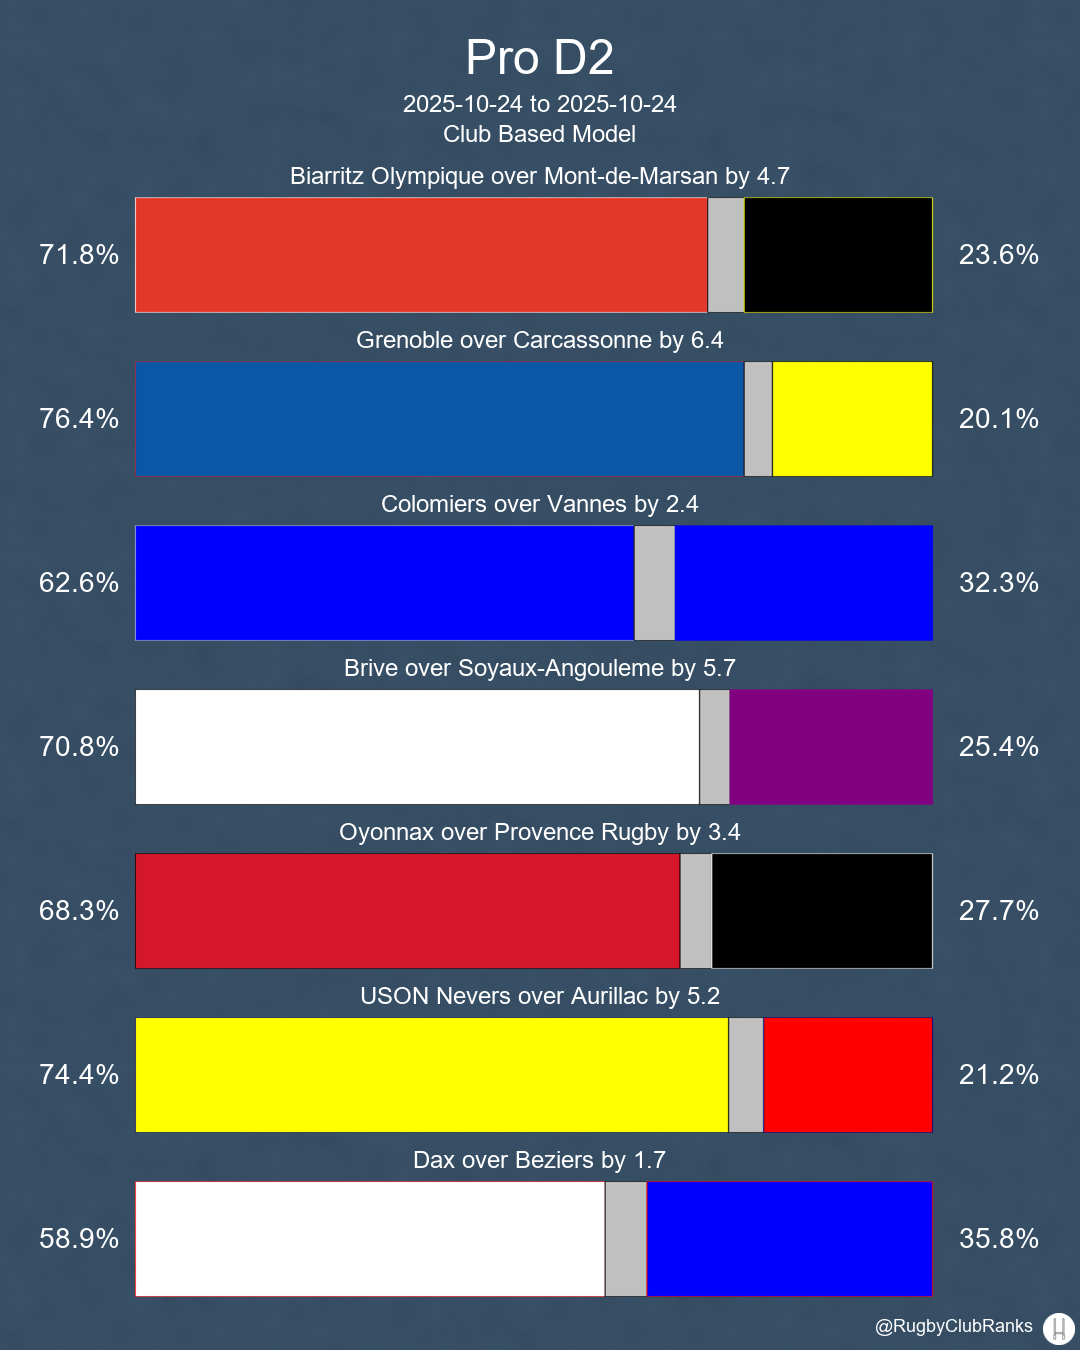 Pro D2
2025-10-24 to 2025-10-24
Club Based Model
Biarritz Olympique over Mont-de-Marsan by 4.7
71.8% 23.6%
Grenoble over Carcassonne by 6.4
76.4% 20.1%
Colomiers over Vannes by 2.4
62.6% 32.3%
Brive over Soyaux-Angouleme by 5.7
70.8% 25.4%
Oyonnax over Provence Rugby by 3.4
68.3% 27.7%
USON Nevers over Aurillac by 5.2
74.4% 21.2%
Dax over Beziers by 1.7
58.9% 35.8%
@RugbyClubRanks